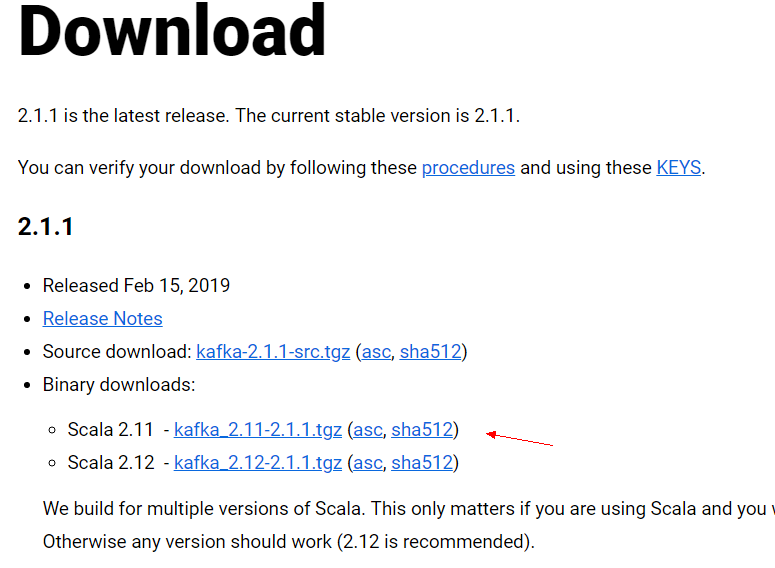 Download
2.1.1 is the latest release. The current stable version is 2.1.1.
You can verify your download by following these procedures and using these KEYS.
2.1.1
Released Feb 15, 2019
Release Notes
Source download: kafka-2.1.1-src.tgz (asc, sha512)
Binary downloads:
Scala 2.11 - kafka_2.11-2.1.1.tgz (asc, sha512)
Scala 2.12 - kafka_2.12-2.1.1.tgz (asc, sha512)
We build for multiple versions of Scala. This only matters if you are using Scala and you
Otherwise any version should work (2.12 is recommended).